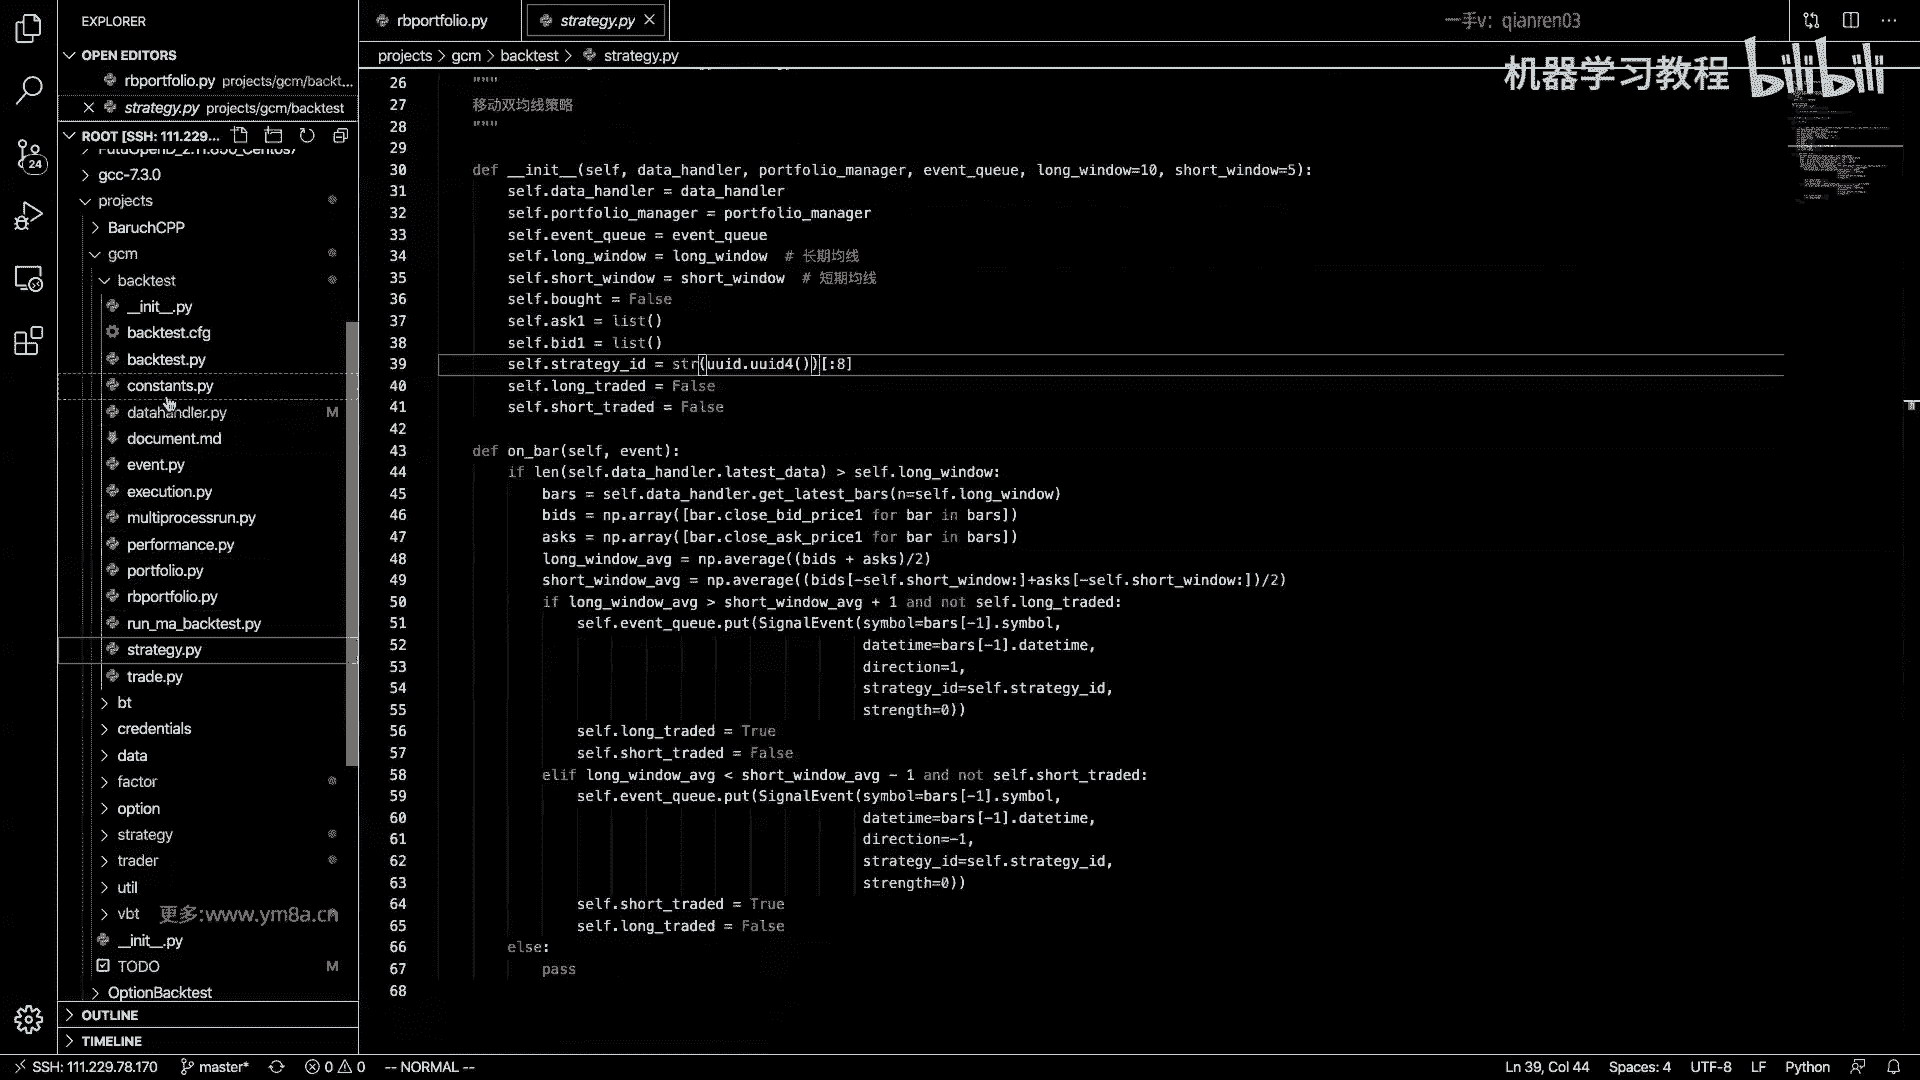 EXPLORER
OPEN EDITORS
rbportfolio.py projects/gcm/backt...
strategy.py projects/gcm/backtest
ROOT [SSH: 111.229...
gcc-7.3.0
projects
BaruchCPP
gcm
backtest
__init__.py
backtest.cfg
backtest.py
constants.py
datahandler.py M
document.md
event.py
execution.py
multiprocessrun.py
performance.py
portfolio.py
rbportfolio.py
run_ma_backtest.py
strategy.py
trade.py
bt
credentials
data
factor
option
strategy
trader
util
vbt
更多:www.ym8a.cn
__init__.py
TODO M
OptionBacktest
OUTLINE
TIMELINE
24
rbportfolio.py
strategy.py
一手v: qianren03
projects > gcm > backtest > strategy.py
机器学习教程 bilibili
26 """
27 移动双均线策略
28 """
29
30 def __init__(self, data_handler, portfolio_manager, event_queue, long_window=10, short_window=5):
31 self.data_handler = data_handler
32 self.portfolio_manager = portfolio_manager
33 self.event_queue = event_queue
34 self.long_window = long_window # 长期均线
35 self.short_window = short_window # 短期均线
36 self.bought = False
37 self.ask1 = list()
38 self.bid1 = list()
39 self.strategy_id = str(uuid.uuid4())[:8]
40 self.long_traded = False
41 self.short_traded = False
42
43 def on_bar(self, event):
44 if len(self.data_handler.latest_data) > self.long_window:
45 bars = self.data_handler.get_latest_bars(n=self.long_window)
46 bids = np.array([bar.close_bid_price1 for bar in bars])
47 asks = np.array([bar.close_ask_price1 for bar in bars])
48 long_window_avg = np.average((bids + asks)/2)
49 short_window_avg = np.average((bids[-self.short_window:]+asks[-self.short_window:])/2)
50 if long_window_avg > short_window_avg + 1 and not self.long_traded:
51 self.event_queue.put(SignalEvent(symbol=bars[-1].symbol,
52 datetime=bars[-1].datetime,
53 direction=1,
54 strategy_id=self.strategy_id,
55 strength=0))
56 self.long_traded = True
57 self.short_traded = False
58 elif long_window_avg < short_window_avg - 1 and not self.short_traded:
59 self.event_queue.put(SignalEvent(symbol=bars[-1].symbol,
60 datetime=bars[-1].datetime,
61 direction=-1,
62 strategy_id=self.strategy_id,
63 strength=0))
64 self.short_traded = True
65 self.long_traded = False
66 else:
67 pass
68
SSH: 111.229.78.170 master* 0 0 -- NORMAL -- Ln 39, Col 44 Spaces: 4 UTF-8 LF Python